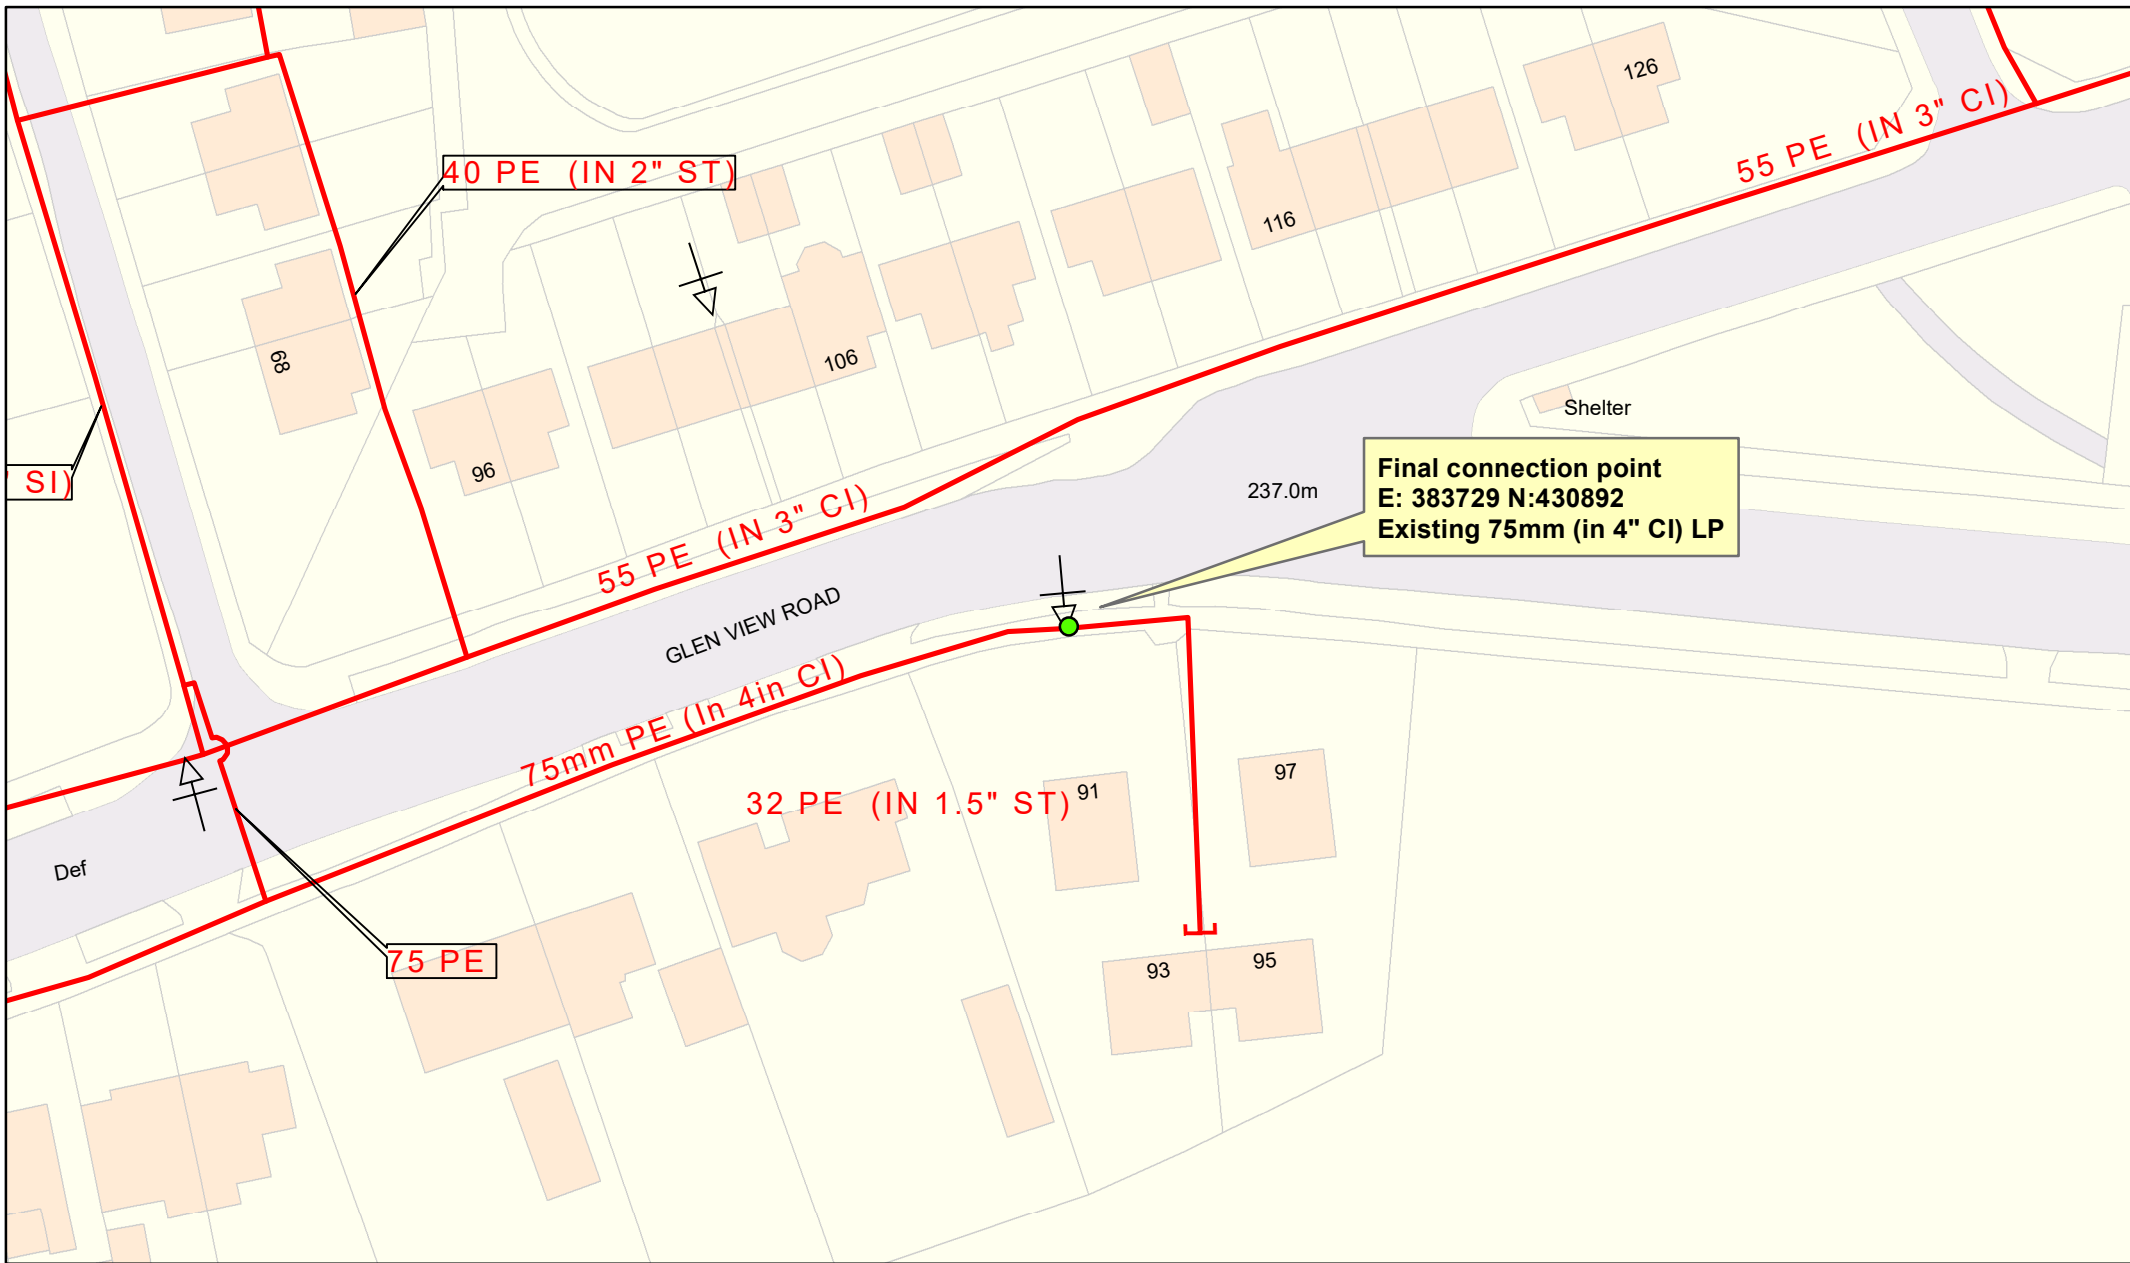 126
55 PE (IN 3" CI)
40 PE (IN 2" ST)
116
68
106
Shelter
96
" SI)
Final connection point
E: 383729 N:430892
Existing 75mm (in 4" CI) LP
237.0m
55 PE (IN 3" CI)
GLEN VIEW ROAD
75mm PE (In 4in CI)
97
91
32 PE (IN 1.5" ST)
Def
75 PE
93
95